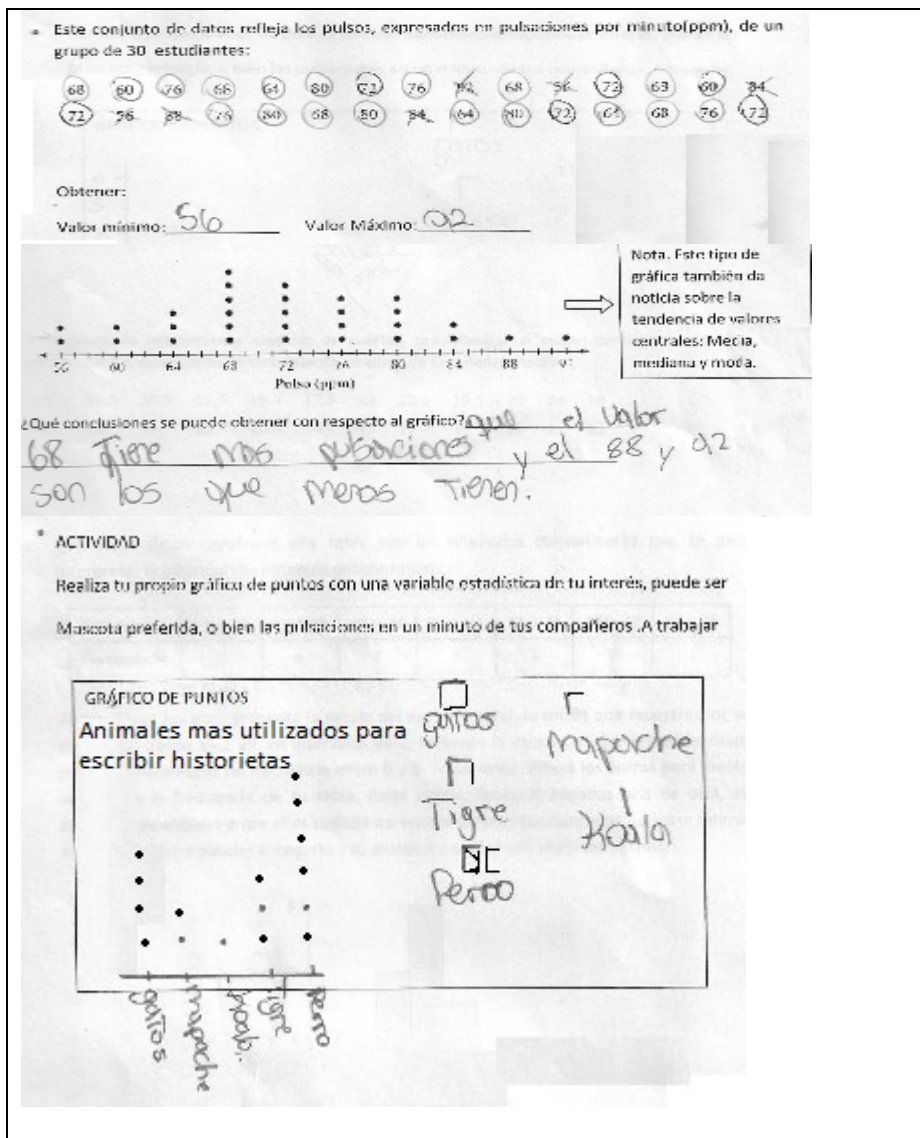 Este conjunto de datos refleja los pulsos, expresados en pulsaciones por minuto(ppm), de un
grupo de 30 estudiantes:
68 60 76 68 64 80 72 76 92 68 56 72 68 60 84
72 56 88 76 80 68 80 84 64 80 72 64 68 76 72
Obtener:
Valor mínimo: 56 Valor Máximo: 92
Nota. Este tipo de
gráfica también da
noticia sobre la
tendencia de valores
centrales: Media,
mediana y moda.
56 60 64 68 72 76 80 84 88 91
Pulso (ppm)
¿Qué conclusiones se puede obtener con respecto al gráfico? que el valor
68 Tiene mas pulsaciones y el 88 y 92
son los que menos Tienen.
ACTIVIDAD
Realiza tu propio gráfico de puntos con una variable estadística de tu interés, puede ser
Mascota preferida, o bien las pulsaciones en un minuto de tus compañeros .A trabajar
GRÁFICO DE PUNTOS
Animales mas utilizados para
escribir historietas
gatos
Tigre
Perro
mapache
Koala
gatos mapache koala Tigre Perro